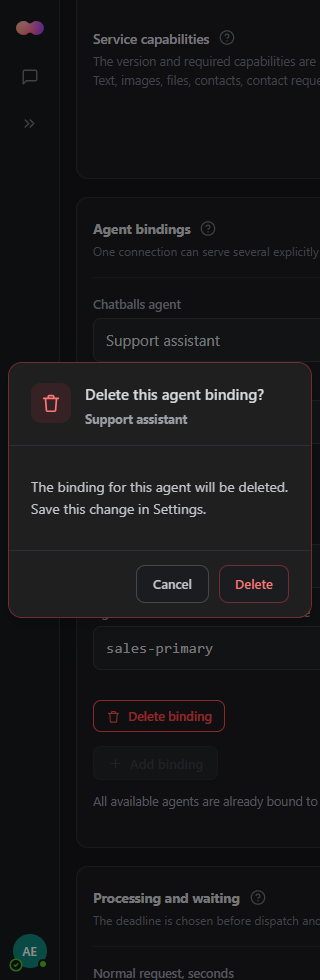 Service capabilities
The version and required capabilities are
Text, images, files, contacts, contact reque
Agent bindings
One connection can serve several explicitly
Chatballs agent
Support assistant
Delete this agent binding?
Support assistant
The binding for this agent will be deleted.
Save this change in Settings.
Cancel
Delete
sales-primary
Delete binding
Add binding
All available agents are already bound to
Processing and waiting
The deadline is chosen before dispatch and
Normal request, seconds
AE